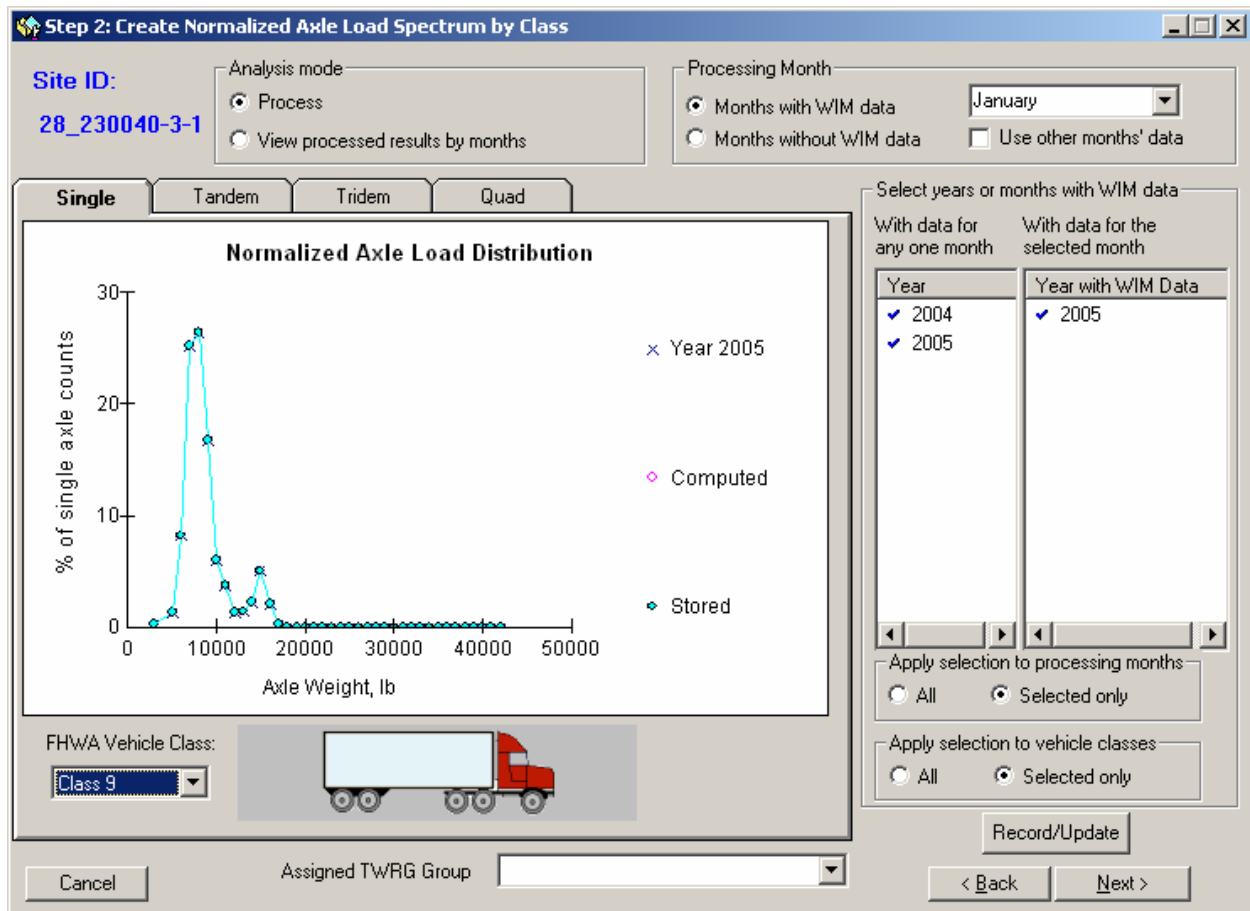 Step 2: Create Normalized Axle Load Spectrum by Class
Site ID:
28_230040-3-1
Analysis mode
Process
View processed results by months
Processing Month
Months with WIM data
January
Months without WIM data
Use other months' data
Single
Tandem
Tridem
Quad
Normalized Axle Load Distribution
% of single axle counts
30
20
10
0
0 10000 20000 30000 40000 50000
Axle Weight, lb
Year 2005
Computed
Stored
Select years or months with WIM data
With data for
any one month
With data for the
selected month
Year
2004
2005
Year with WIM Data
2005
Apply selection to processing months
All
Selected only
Apply selection to vehicle classes
All
Selected only
FHWA Vehicle Class:
Class 9
Record/Update
Cancel
Assigned TWRG Group
< Back
Next >